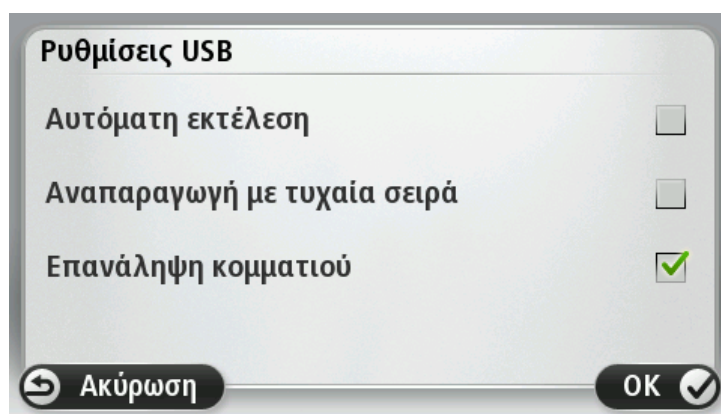 Ρυθμίσεις USB
Αυτόματη εκτέλεση
Αναπαραγωγή με τυχαία σειρά
Επανάληψη κομματιού
Ακύρωση
OK